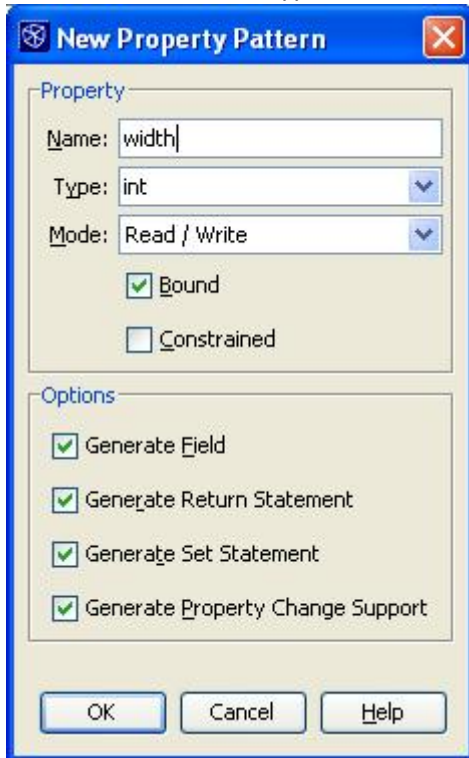 New Property Pattern
Property
Name: width
Type: int
Mode: Read / Write
Bound
Constrained
Options
Generate Field
Generate Return Statement
Generate Set Statement
Generate Property Change Support
OK Cancel Help